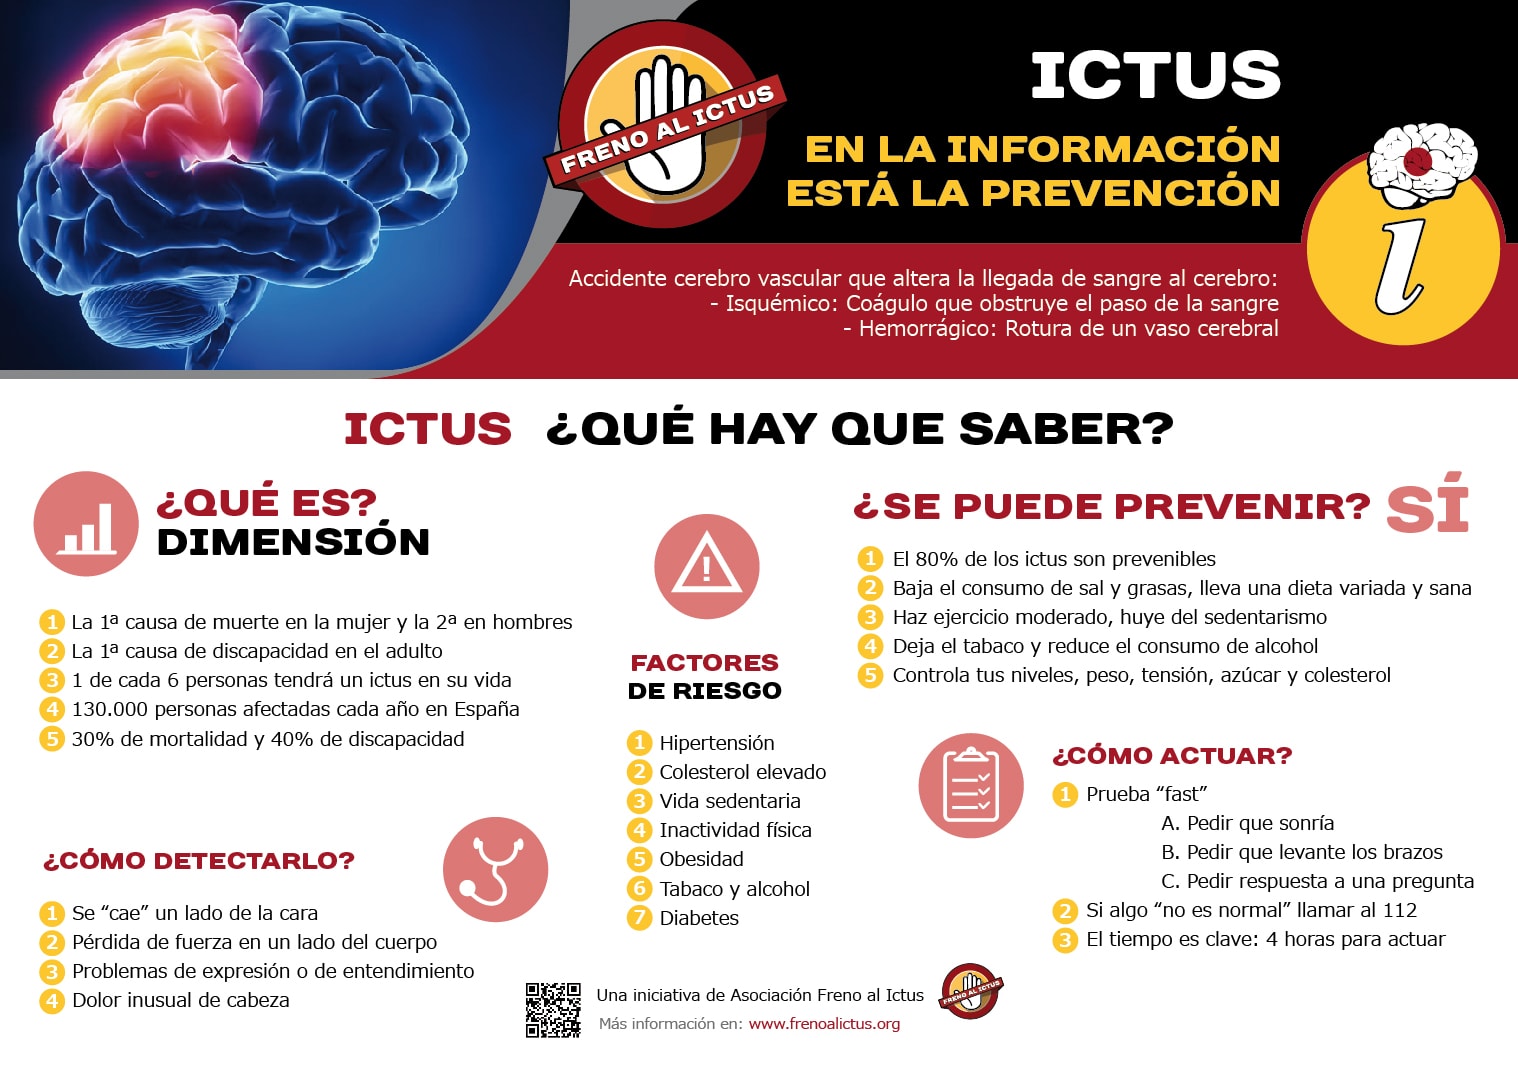 FRENO AL ICTUS
ICTUS
EN LA INFORMACIÓN
ESTÁ LA PREVENCIÓN
i
Accidente cerebro vascular que altera la llegada de sangre al cerebro:
- Isquémico: Coágulo que obstruye el paso de la sangre
- Hemorrágico: Rotura de un vaso cerebral
ICTUS ¿QUÉ HAY QUE SABER?
¿QUÉ ES?
DIMENSIÓN
1 La 1ª causa de muerte en la mujer y la 2ª en hombres
2 La 1ª causa de discapacidad en el adulto
3 1 de cada 6 personas tendrá un ictus en su vida
4 130.000 personas afectadas cada año en España
5 30% de mortalidad y 40% de discapacidad
¿CÓMO DETECTARLO?
1 Se “cae” un lado de la cara
2 Pérdida de fuerza en un lado del cuerpo
3 Problemas de expresión o de entendimiento
4 Dolor inusual de cabeza
!
FACTORES
DE RIESGO
1 Hipertensión
2 Colesterol elevado
3 Vida sedentaria
4 Inactividad física
5 Obesidad
6 Tabaco y alcohol
7 Diabetes
¿SE PUEDE PREVENIR? SÍ
1 El 80% de los ictus son prevenibles
2 Baja el consumo de sal y grasas, lleva una dieta variada y sana
3 Haz ejercicio moderado, huye del sedentarismo
4 Deja el tabaco y reduce el consumo de alcohol
5 Controla tus niveles, peso, tensión, azúcar y colesterol
¿CÓMO ACTUAR?
1 Prueba “fast”
A. Pedir que sonría
B. Pedir que levante los brazos
C. Pedir respuesta a una pregunta
2 Si algo “no es normal” llamar al 112
3 El tiempo es clave: 4 horas para actuar
Una iniciativa de Asociación Freno al Ictus
FRENO AL ICTUS
Más información en: www.frenoalictus.org